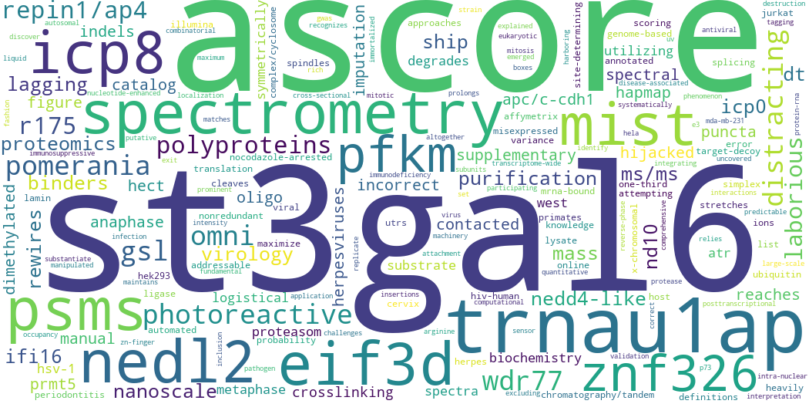 repin1/ap4
indels
illumina
autosomal
gwas
recognizes
combinatorial
symmetrically
complex/cyclosome
ascore
imputation
approaches
ship
degrades
strain
explained
eukaryotic
mitosis
emerged
boxes
site-determining
harboring
scoring
genome-based
utilizing
annotated
spectral
disease-associated
uv
antiviral
jurkat
tagging
splicing
destruction
icp8
discover
liquid
maximum
spindles
rich
immortalized
lagging
catalog
figure
nucleotide-enhanced
localization
cross-sectional
mitotic
prolongs
spectrometry
apc/c-cdh1
affymetrix
misexpressed
variance
hapmap
systematically
dt
icp0
phenomenon
mda-mb-231
puncta
distracting
laborious
protein-rna
fashion
r175
proteomics
immunosuppressive
putative
matches
nocodazole-arrested
polyproteins
pfkm
altogether
immunodeficiency
subunits
transcriptome-wide
supplementary
mist
hela
e3
identify
hijacked
error
target-decoy
uncovered
integrating
pomerania
binders
hect
exit
translation
cleaves
prominent
oligo
nonredundant
purification
incorrect
participating
met
mrna-bound
west
ms/ms
one-third
attempting
stretches
simplex
interactions
dimethylated
lamin
rewires
anaphase
gsl
omni
viral
utrs
contacted
virus
primates
knowledge
machinery
nd10
reverse-phase
x-chromosomal
comprehensive
ions
predictable
relies
atr
list
large-scale
st3gal6
substantiate
manipulated
infection
intensity
virology
maximize
hek293
addressable
maintains
fundamental
herpesviruses
replicate
substrate
attachment
lysate
online
mass
quantitative
protease
ubiquitin
psms
ligase
logistical
application
insertions
cervix
hiv-human
nedd4-like
host
reaches
posttranscriptional
photoreactive
proteasom
challenges
arginine
trnau1ap
occupancy
manual
automated
probability
zn-finger
inclusion
ifi16
hsv-1
prmt5
periodontitis
nedl2
pathogen
eif3d
herpes
sensor
biochemistry
validation
correct
wdr77
znf326
p73
intra-nuclear
nanoscale
metaphase
crosslinking
spectra
excluding
chromatography/tandem
definitions
heavily
interpretation